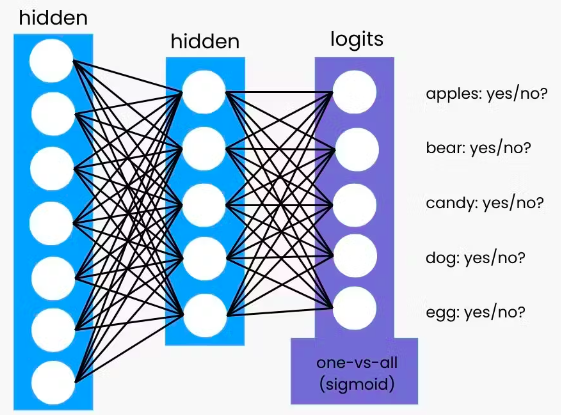 hidden
hidden
logits
apples: yes/no?
bear: yes/no?
candy: yes/no?
dog: yes/no?
egg: yes/no?
one-vs-all
(sigmoid)